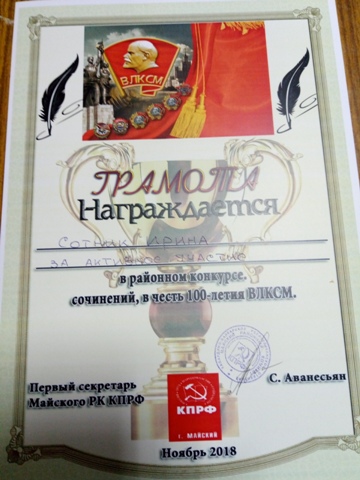 ВЛКСМ
ГРАМОТА
Награждается
Сотник Ирина
за активное участие
в районном конкурсе.
сочинений, в честь 100-летия ВЛКСМ.
Первый секретарь
Майского РК КПРФ
С. Аванесьян
КПРФ
г. МАЙСКИЙ
Ноябрь 2018